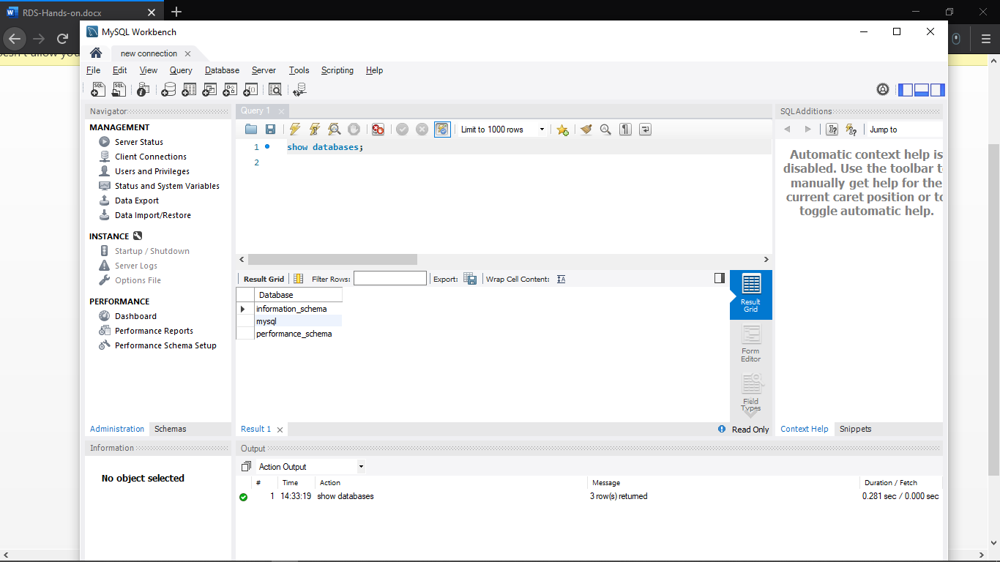 RDS-Hands-on.docx
MySQL Workbench
new connection
File Edit View Query Database Server Tools Scripting Help
Navigator
MANAGEMENT
Server Status
Client Connections
Users and Privileges
Status and System Variables
Data Export
Data Import/Restore
INSTANCE
Startup / Shutdown
Server Logs
Options File
PERFORMANCE
Dashboard
Performance Reports
Performance Schema Setup
Administration Schemas
Information
No object selected
Query 1
Limit to 1000 rows
1 show databases;
2
Result Grid Filter Rows: Export: Wrap Cell Content:
Database
information_schema
mysql
performance_schema
Result
Grid
Form
Editor
Field
Types
Result 1
Read Only
SQLAdditions
Jump to
Automatic context help is
disabled. Use the toolbar t
manually get help for the
current caret position or to
toggle automatic help.
Context Help Snippets
Output
Action Output
# Time Action Message Duration / Fetch
1 14:33:19 show databases 3 row(s) returned 0.281 sec / 0.000 sec